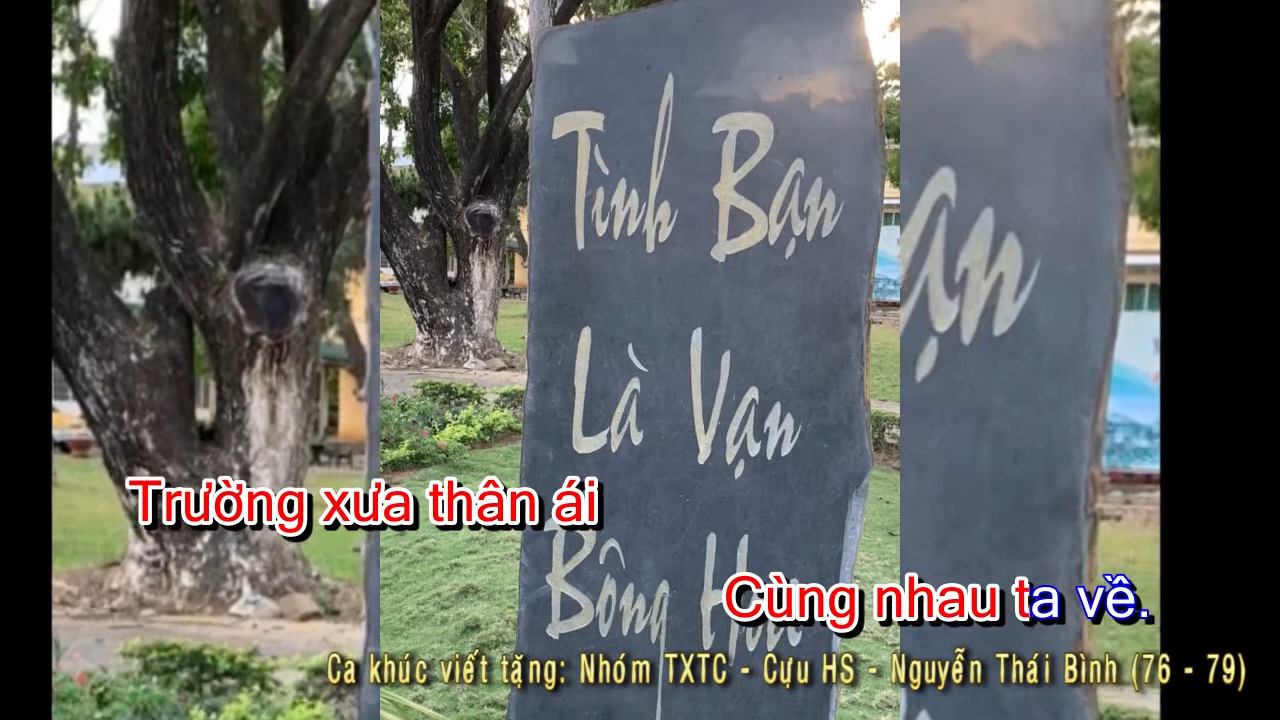 Tình Bạn
ạn
Là Vạn
Trường xưa thân ái
Bông Hoa
Cùng nhau ta về.
Ca khúc viết tặng: Nhóm TXTC - Cựu HS - Nguyễn Thái Bình (76 - 79)